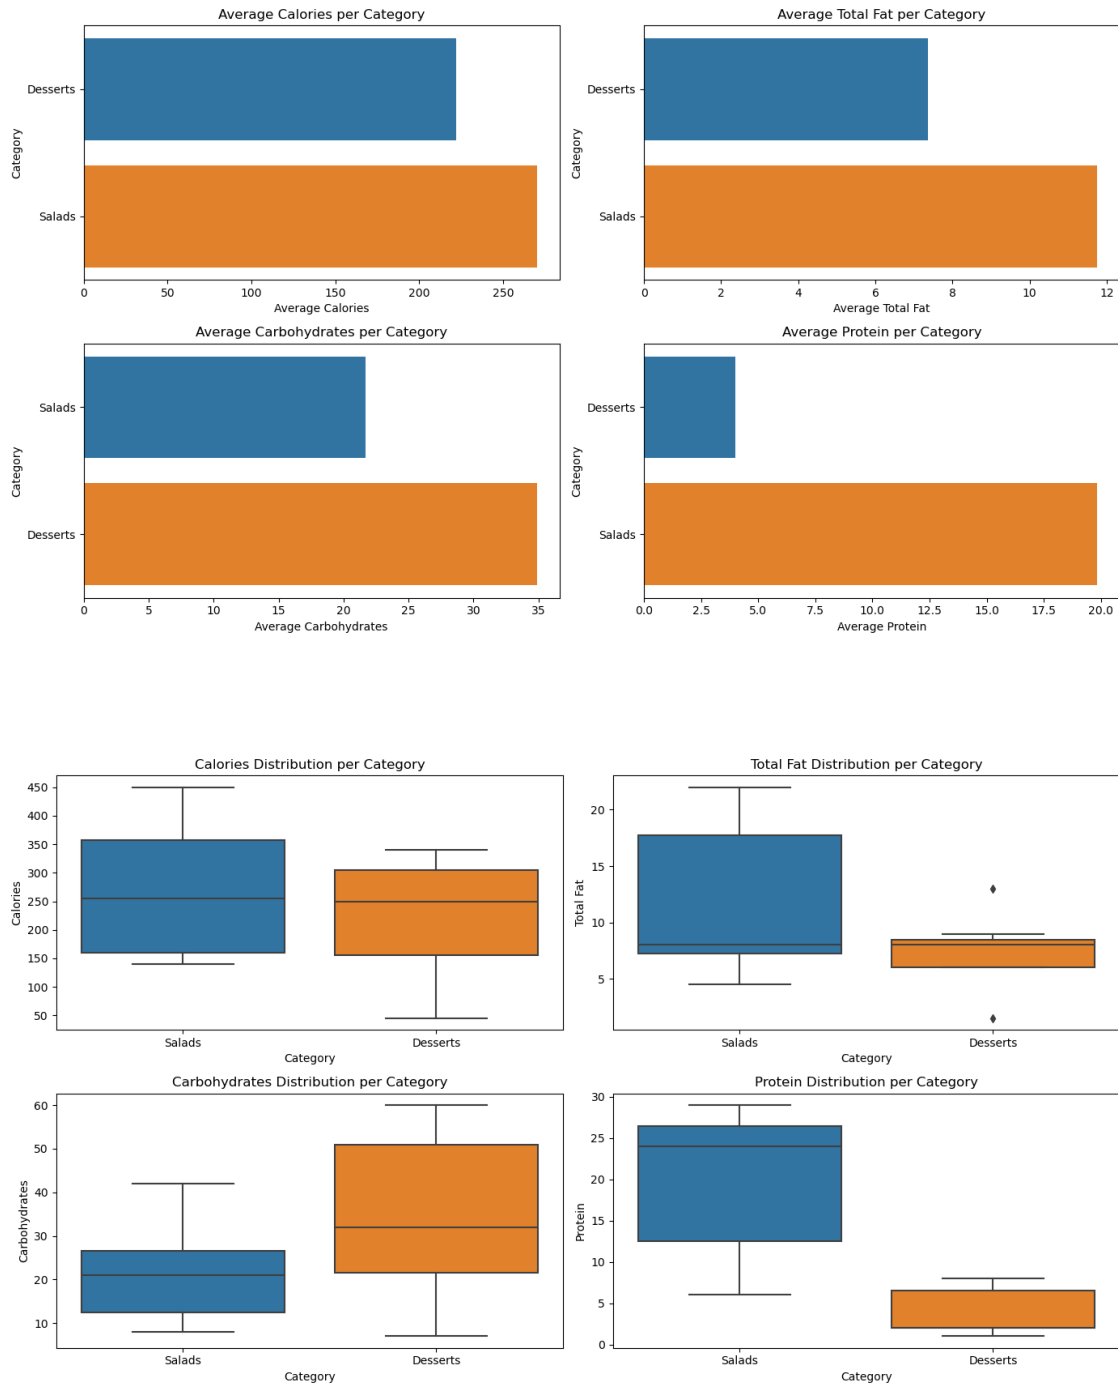 Average Calories per Category
Category
Desserts
Salads
0 50 100 150 200 250
Average Calories
Average Total Fat per Category
Category
Desserts
Salads
0 2 4 6 8 10 12
Average Total Fat
Average Carbohydrates per Category
Category
Salads
Desserts
0 5 10 15 20 25 30 35
Average Carbohydrates
Average Protein per Category
Category
Desserts
Salads
0.0 2.5 5.0 7.5 10.0 12.5 15.0 17.5 20.0
Average Protein
Calories Distribution per Category
Calories
450
400
350
300
250
200
150
100
50
Salads Desserts
Category
Total Fat Distribution per Category
Total Fat
20
15
10
5
Salads Desserts
Category
Carbohydrates Distribution per Category
Carbohydrates
60
50
40
30
20
10
Salads Desserts
Category
Protein Distribution per Category
Protein
30
25
20
15
10
5
0
Salads Desserts
Category